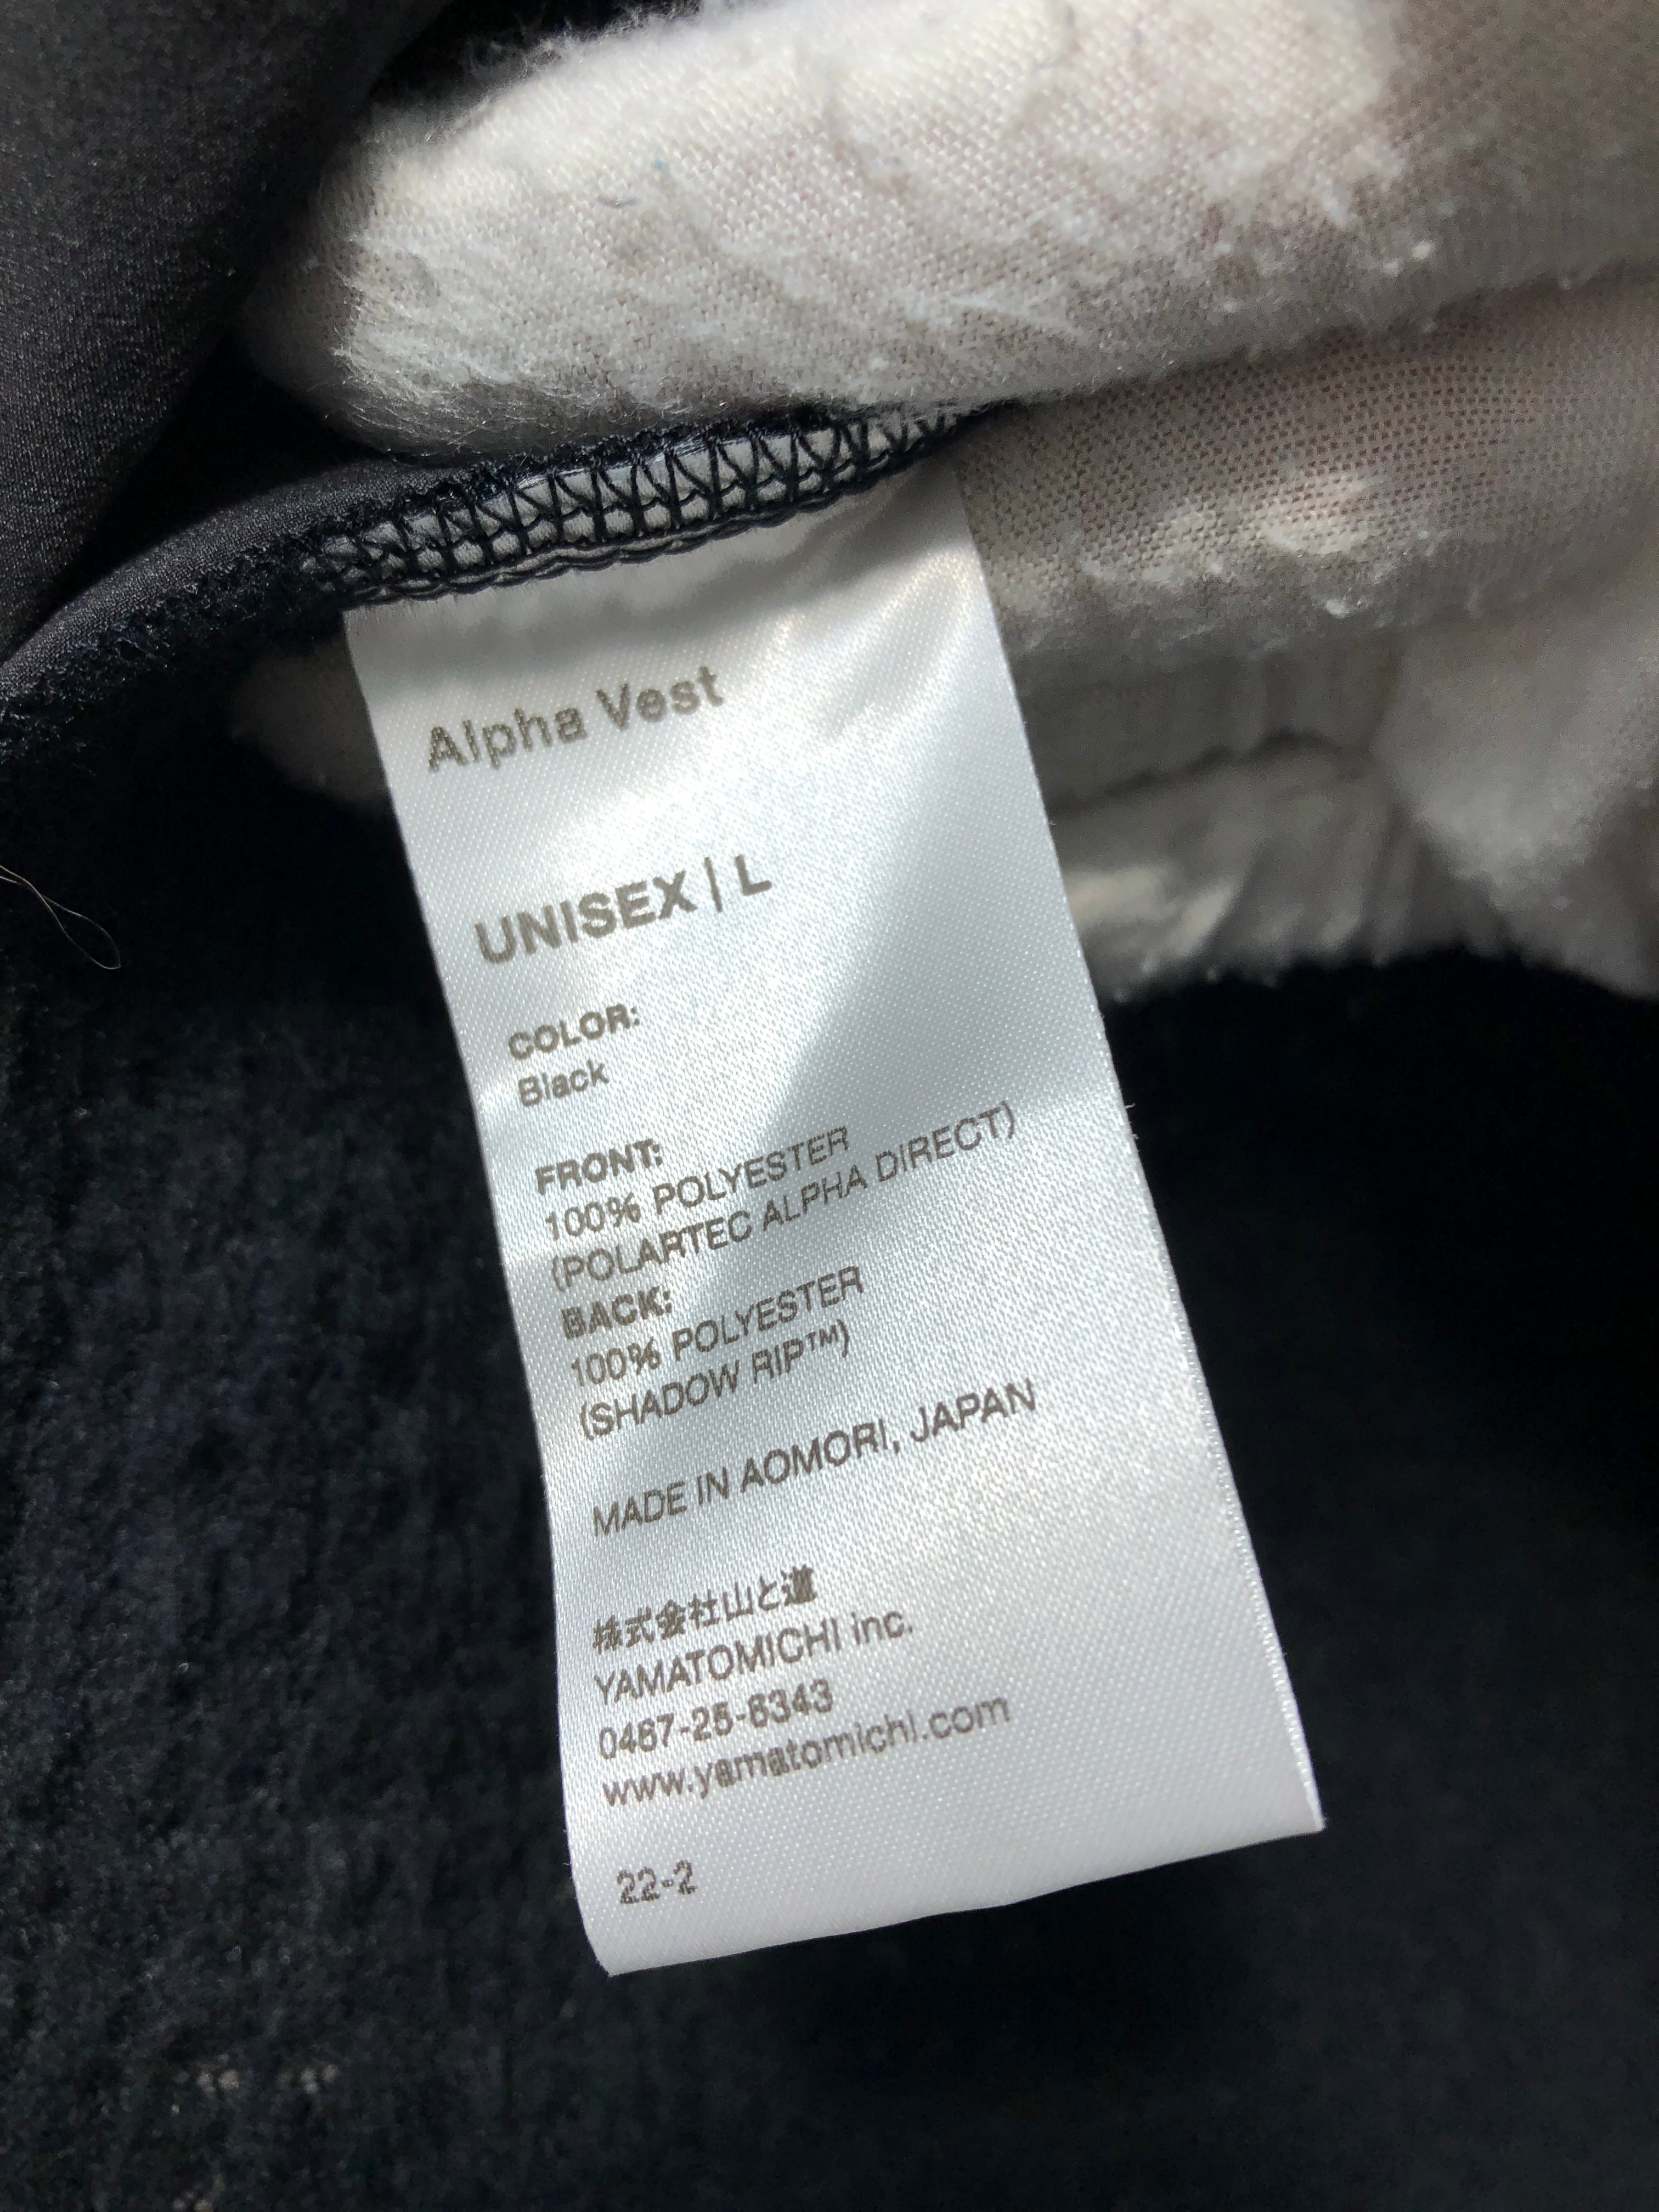 Alpha Vest
UNISEX | L
COLOR:
Black
FRONT:
100% POLYESTER
(POLARTEC ALPHA DIRECT)
BACK:
100% POLYESTER
(SHADOW RIP™)
MADE IN AOMORI, JAPAN
株式会社山と道
YAMATOMICHI inc.
0467-25-6343
www.yamatomichi.com
22-2